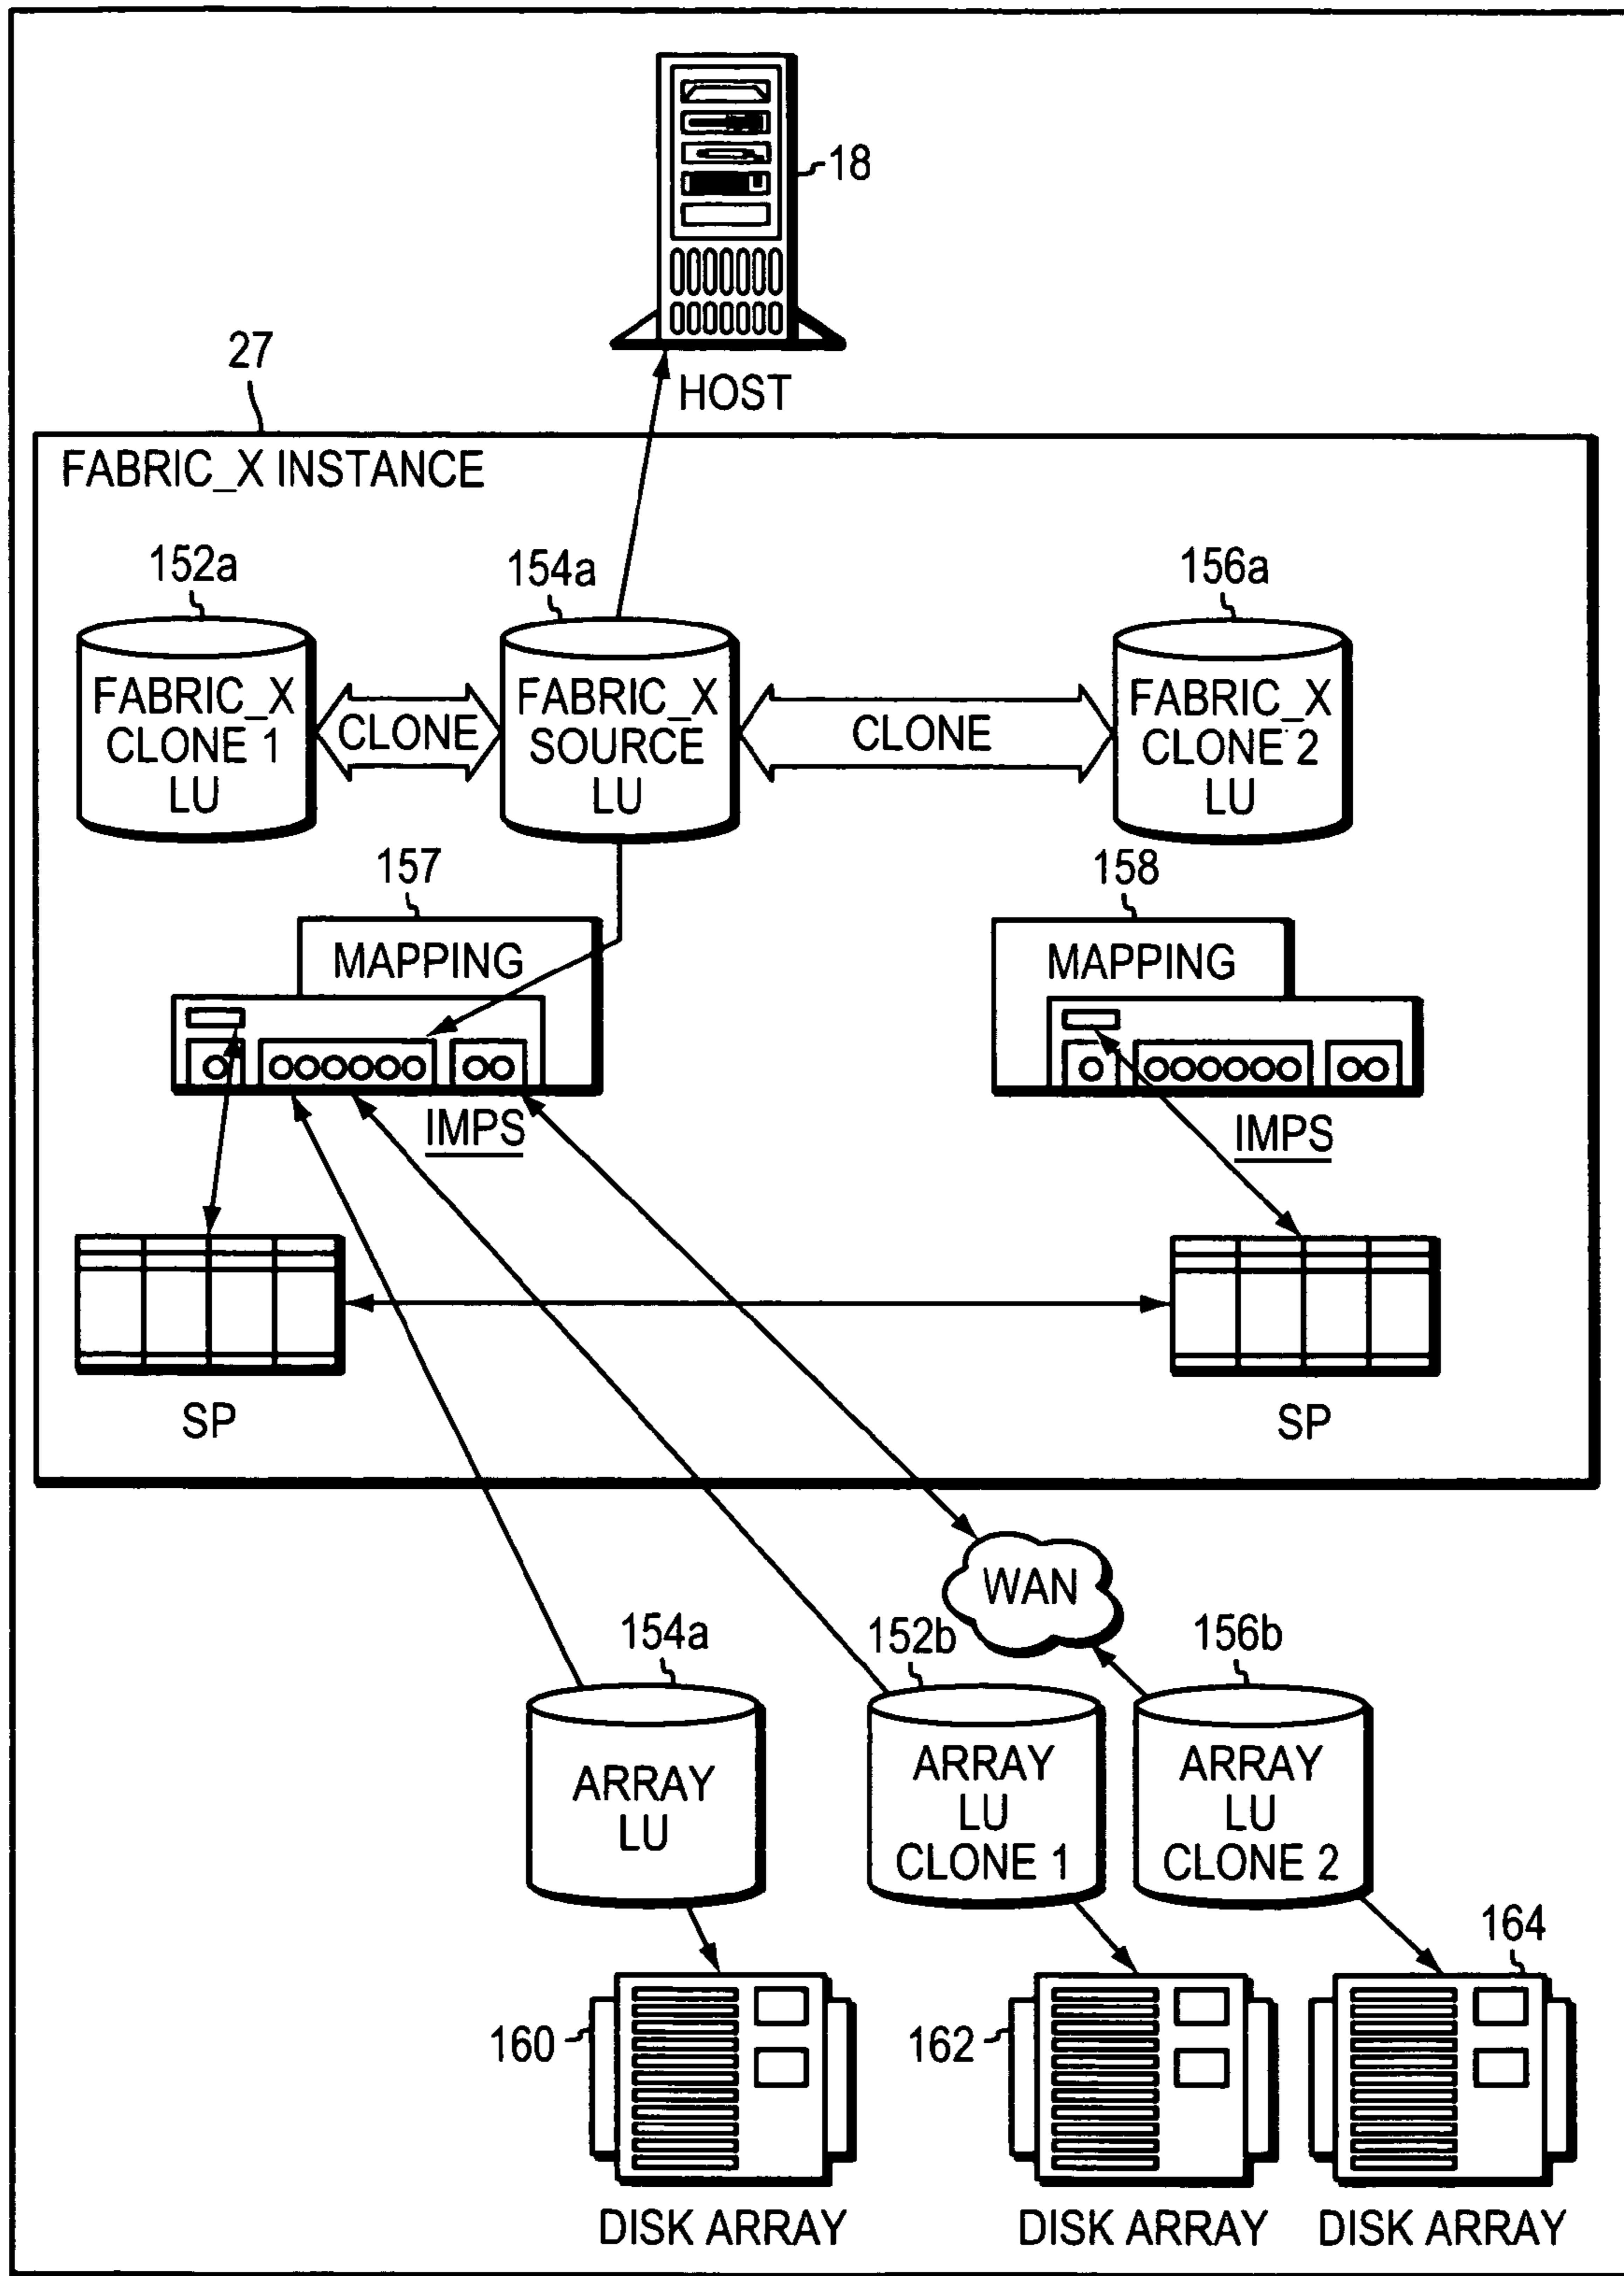 18
HOST
27
FABRIC_X INSTANCE
152a
154a
156a
FABRIC_X
CLONE 1
LU
CLONE
FABRIC_X
SOURCE
LU
CLONE
FABRIC_X
CLONE 2
LU
157
MAPPING
IMPS
158
MAPPING
IMPS
SP
SP
WAN
154a
152b
156b
ARRAY
LU
ARRAY
LU
CLONE 1
ARRAY
LU
CLONE 2
160
162
164
DISK ARRAY
DISK ARRAY
DISK ARRAY